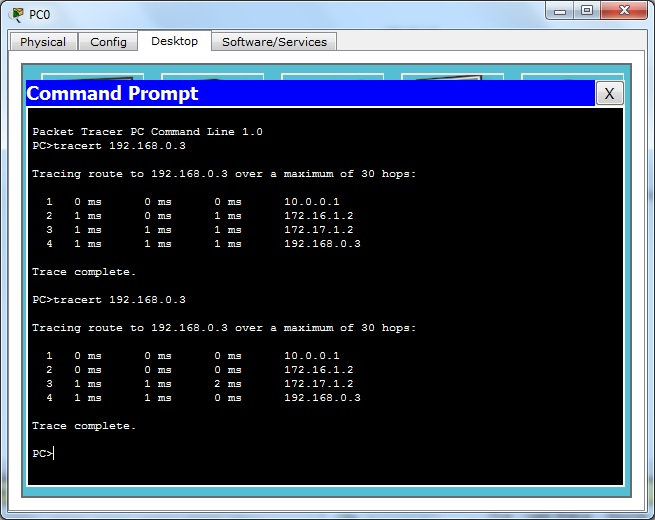 PC0
Physical Config Desktop Software/Services
Command Prompt X
Packet Tracer PC Command Line 1.0
PC>tracert 192.168.0.3
Tracing route to 192.168.0.3 over a maximum of 30 hops:
1 0 ms 0 ms 0 ms 10.0.0.1
2 1 ms 0 ms 1 ms 172.16.1.2
3 1 ms 1 ms 1 ms 172.17.1.2
4 1 ms 1 ms 1 ms 192.168.0.3
Trace complete.
PC>tracert 192.168.0.3
Tracing route to 192.168.0.3 over a maximum of 30 hops:
1 0 ms 0 ms 0 ms 10.0.0.1
2 0 ms 0 ms 0 ms 172.16.1.2
3 1 ms 1 ms 2 ms 172.17.1.2
4 1 ms 1 ms 0 ms 192.168.0.3
Trace complete.
PC>